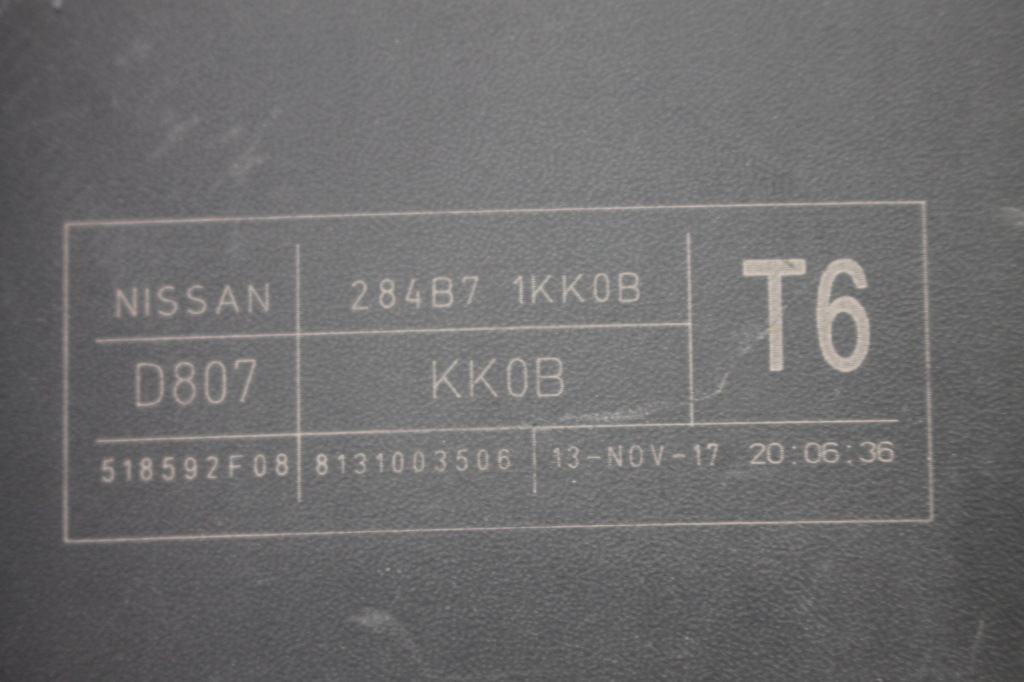 NISSAN 284B7 1KK0B T6
D807 KK0B
518592F08 8131003506 13-NOV-17 20:06:36